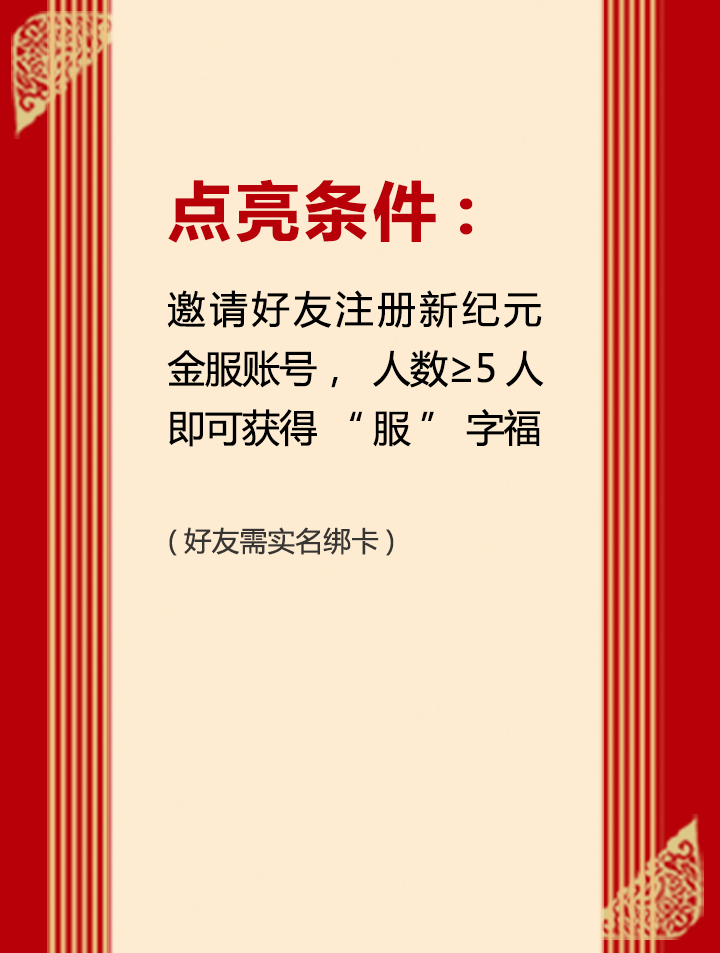 点亮条件：
邀请好友注册新纪元
金服账号， 人数≥5 人
即可获得 “ 服 ” 字福
( 好友需实名绑卡 )